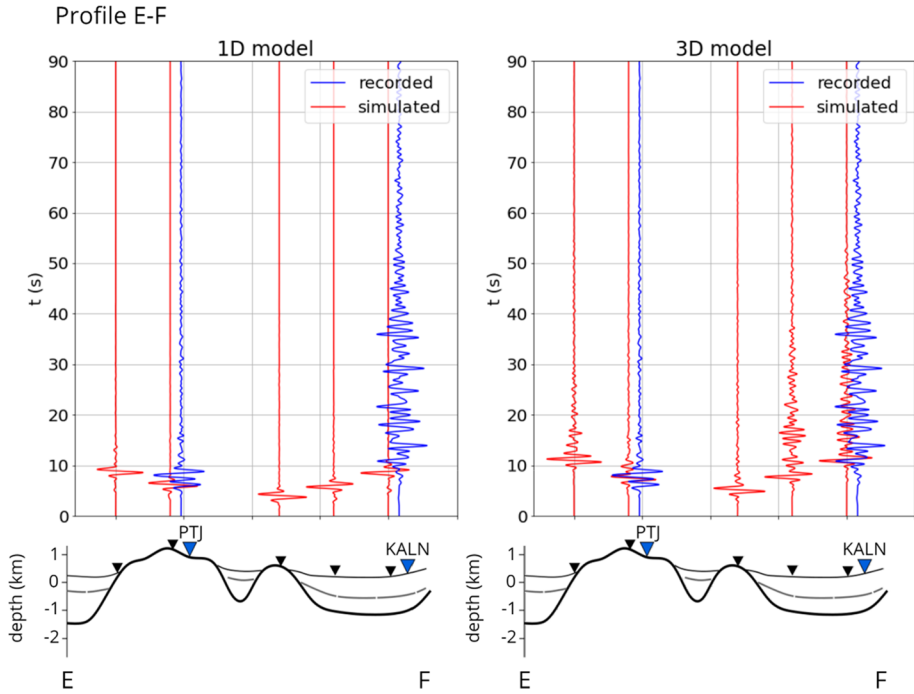 Profile E-F
1D model
3D model
recorded
simulated
recorded
simulated
90
80
70
60
50
40
30
20
10
0
t (s)
90
80
70
60
50
40
30
20
10
0
t (s)
PTJ
KALN
1
0
-1
-2
depth (km)
E
F
PTJ
KALN
1
0
-1
-2
depth (km)
E
F